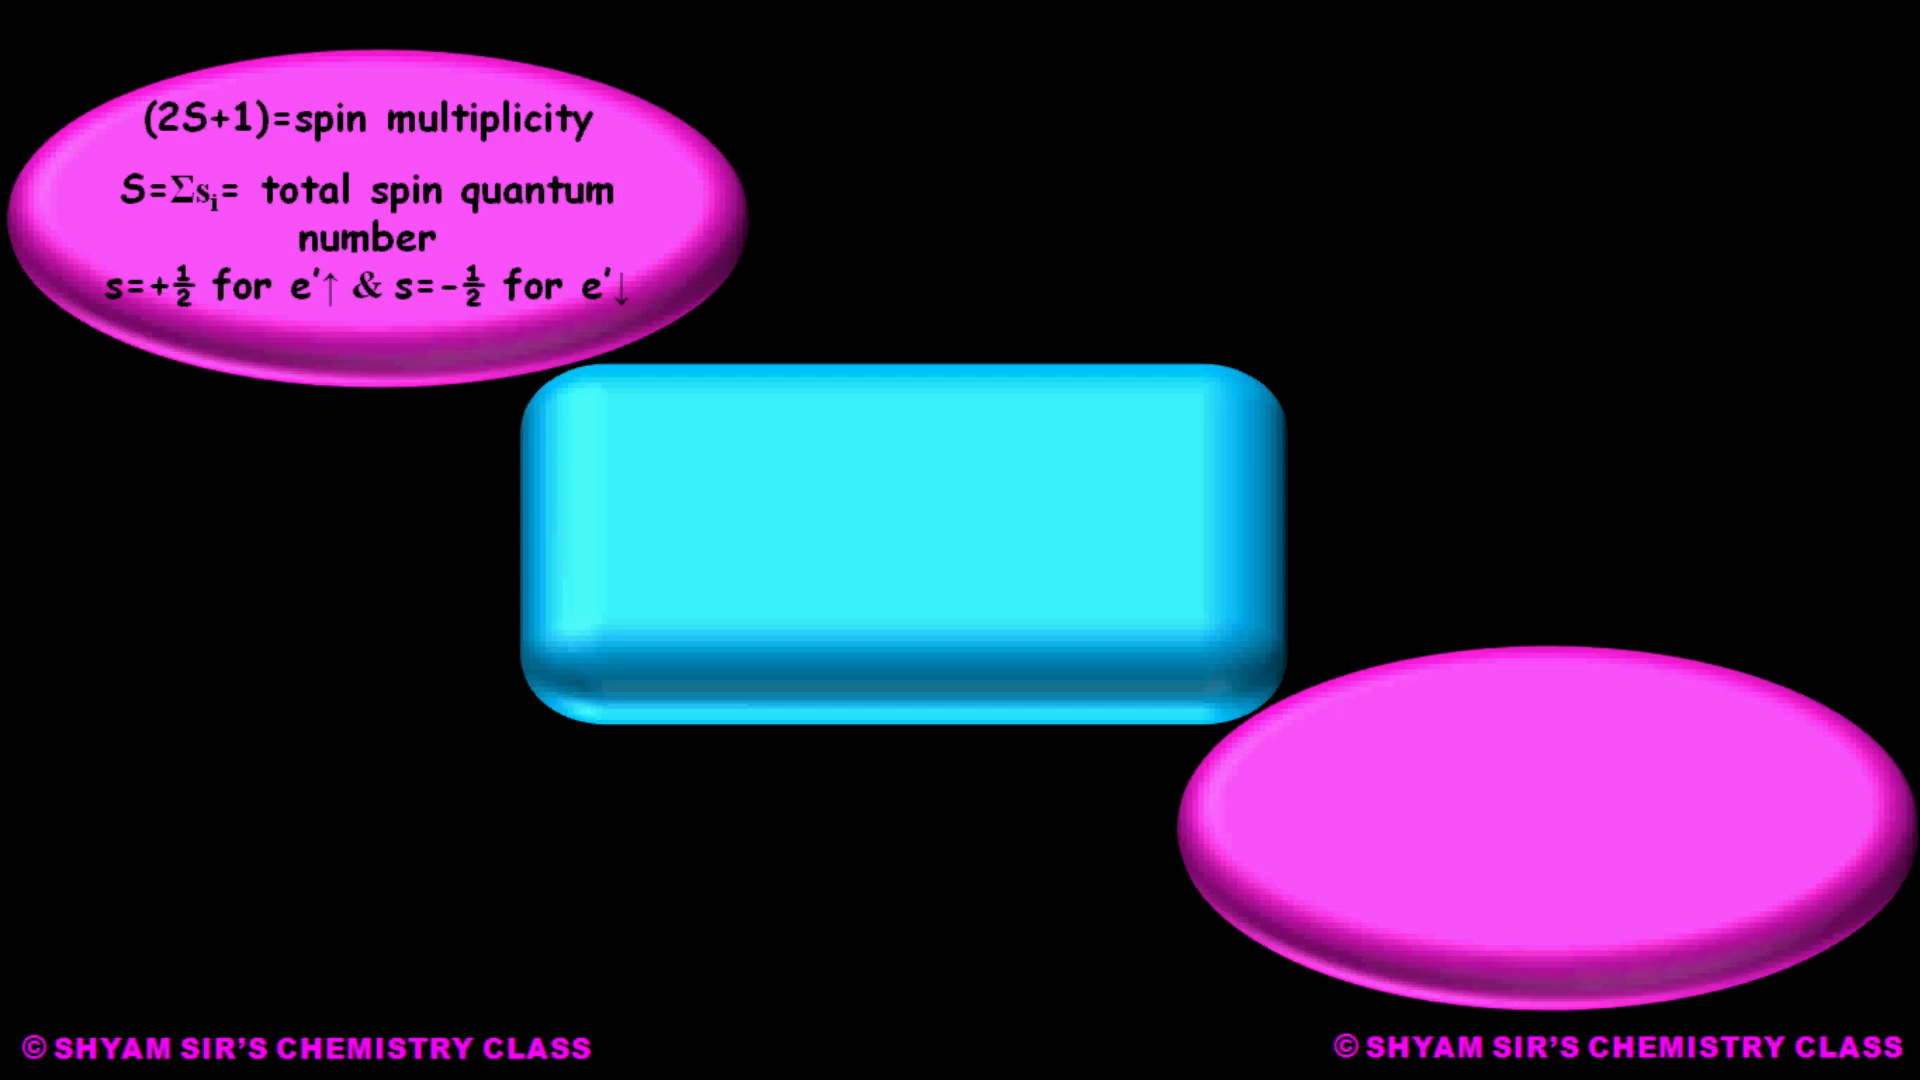 (2S+1)=spin multiplicity
S=Σsᵢ= total spin quantum
number
s=+½ for e′↑ & s=-½ for e′↓
© SHYAM SIR’S CHEMISTRY CLASS
© SHYAM SIR’S CHEMISTRY CLASS